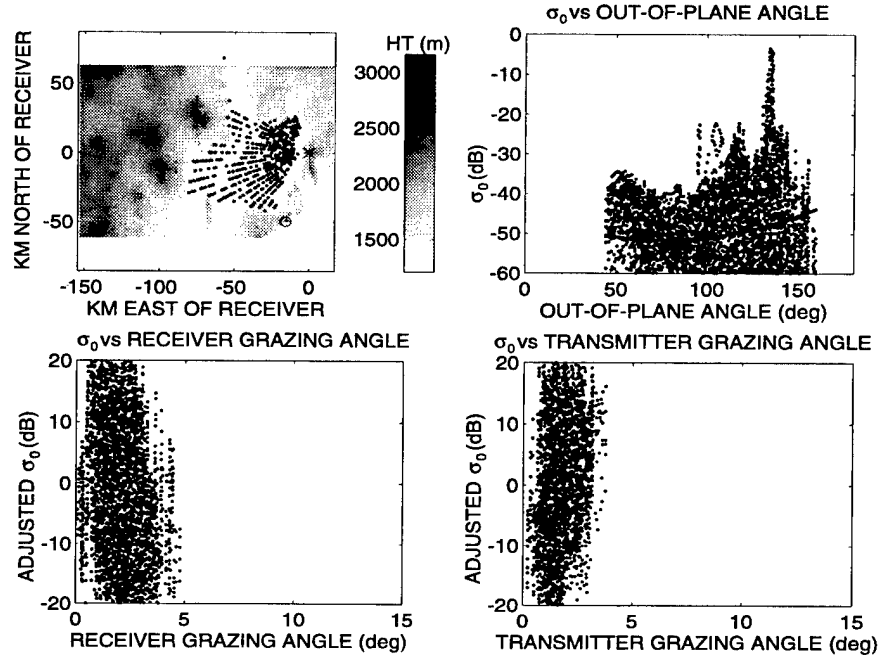 KM NORTH OF RECEIVER
50
0
-50
-150 -100 -50 0
KM EAST OF RECEIVER
HT (m)
3000
2500
2000
1500
σ0 vs OUT-OF-PLANE ANGLE
σ0 (dB)
0
-10
-20
-30
-40
-50
-60
0 50 100 150
OUT-OF-PLANE ANGLE (deg)
σ0 vs RECEIVER GRAZING ANGLE
ADJUSTED σ0 (dB)
20
10
0
-10
-20
0 5 10 15
RECEIVER GRAZING ANGLE (deg)
σ0 vs TRANSMITTER GRAZING ANGLE
ADJUSTED σ0 (dB)
20
10
0
-10
-20
0 5 10 15
TRANSMITTER GRAZING ANGLE (deg)